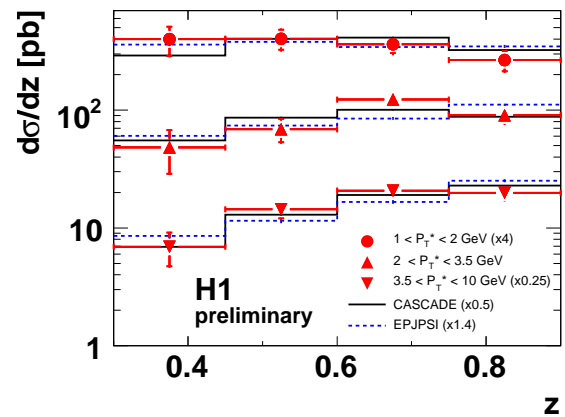 dσ/dz [pb]
10²
10
1
1 < P_T* < 2 GeV (x4)
2 < P_T* < 3.5 GeV
3.5 < P_T* < 10 GeV (x0.25)
CASCADE (x0.5)
EPJPSI (x1.4)
H1
preliminary
0.4 0.6 0.8
z